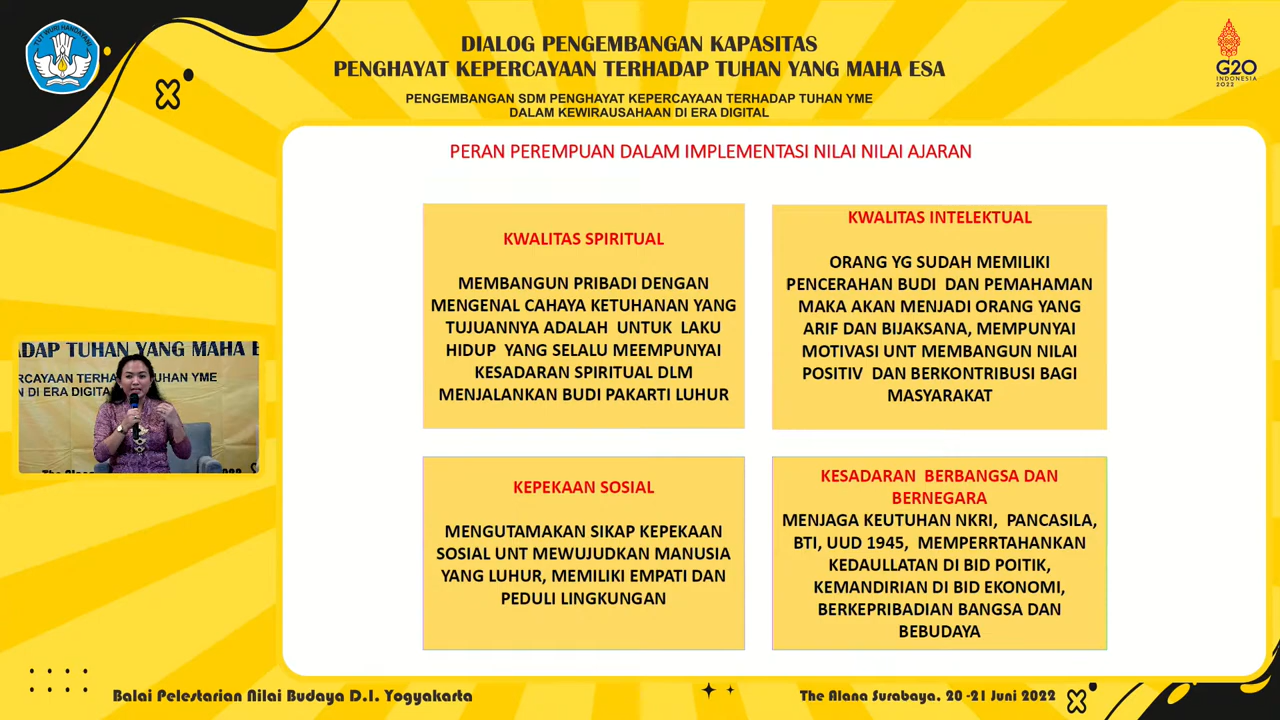 TUT WURI HANDAYANI
DIALOG PENGEMBANGAN KAPASITAS
PENGHAYAT KEPERCAYAAN TERHADAP TUHAN YANG MAHA ESA
PENGEMBANGAN SDM PENGHAYAT KEPERCAYAAN TERHADAP TUHAN YME
DALAM KEWIRAUSAHAAN DI ERA DIGITAL
G20
INDONESIA
2022
PERAN PEREMPUAN DALAM IMPLEMENTASI NILAI NILAI AJARAN
KWALITAS SPIRITUAL
MEMBANGUN PRIBADI DENGAN
MENGENAL CAHAYA KETUHANAN YANG
TUJUANNYA ADALAH UNTUK LAKU
HIDUP YANG SELALU MEEMPUNYAI
KESADARAN SPIRITUAL DLM
MENJALANKAN BUDI PAKARTI LUHUR
KWALITAS INTELEKTUAL
ORANG YG SUDAH MEMILIKI
PENCERAHAN BUDI DAN PEMAHAMAN
MAKA AKAN MENJADI ORANG YANG
ARIF DAN BIJAKSANA, MEMPUNYAI
MOTIVASI UNT MEMBANGUN NILAI
POSITIV DAN BERKONTRIBUSI BAGI
MASYARAKAT
KEPEKAAN SOSIAL
MENGUTAMAKAN SIKAP KEPEKAAN
SOSIAL UNT MEWUJUDKAN MANUSIA
YANG LUHUR, MEMILIKI EMPATI DAN
PEDULI LINGKUNGAN
KESADARAN BERBANGSA DAN
BERNEGARA
MENJAGA KEUTUHAN NKRI, PANCASILA,
BTI, UUD 1945, MEMPERRTAHANKAN
KEDAULLATAN DI BID POITIK,
KEMANDIRIAN DI BID EKONOMI,
BERKEPRIBADIAN BANGSA DAN
BEBUDAYA
DAP TUHAN YANG MAHA E
RCAYAAN TERHA TUHAN YME
N DI ERA DIGITA
The Alana
Balai Pelestarian Nilai Budaya D.I. Yogyakarta
The Alana Surabaya, 20 -21 Juni 2022